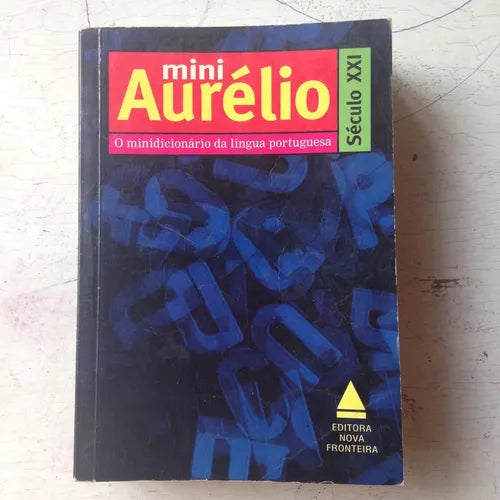 mini
Aurélio
O minidicionário da língua portuguesa
Século XXI
EDITORA
NOVA
FRONTEIRA